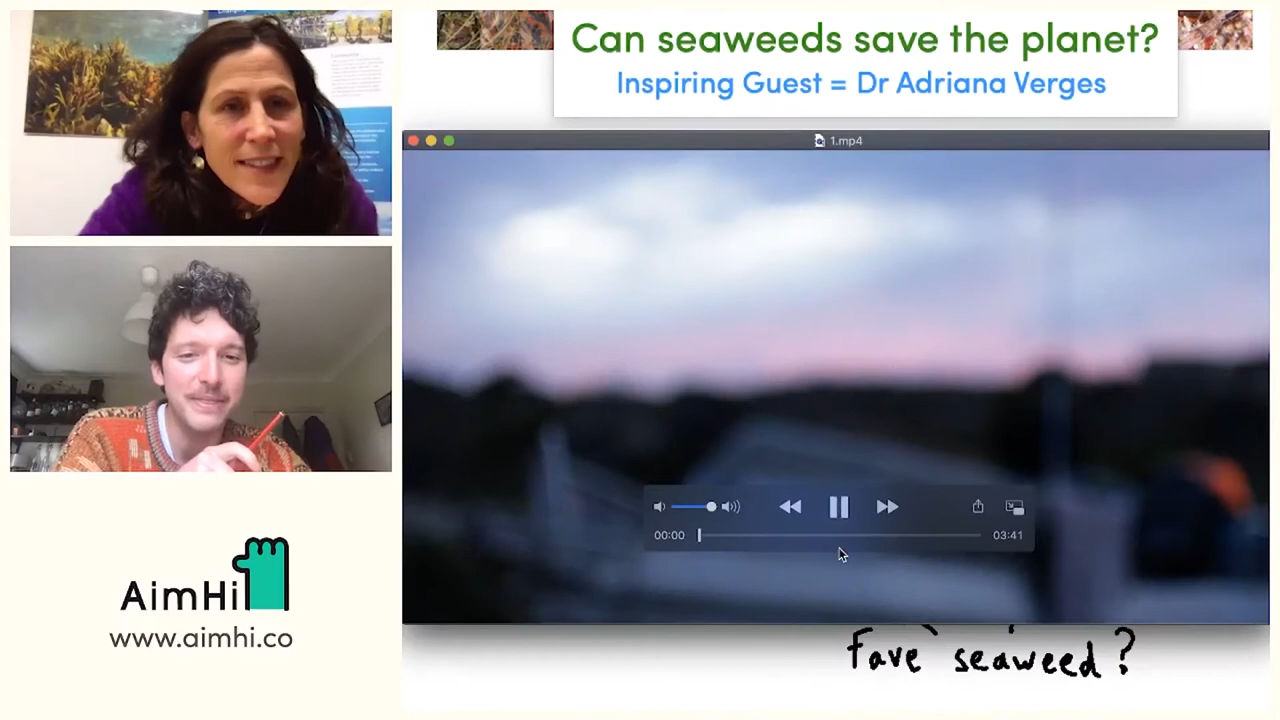 Can seaweeds save the planet?
Inspiring Guest = Dr Adriana Verges
1.mp4
00:00
03:41
Fave seaweed?
AimHi
www.aimhi.co